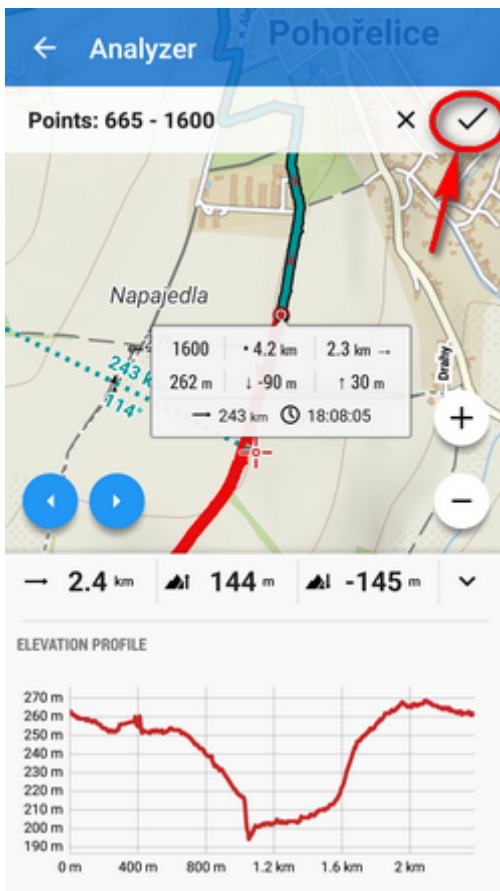 Pohořelice
← Analyzer
Points: 665 - 1600
Napajedla
Drahy
1600 • 4.2 km 2.3 km →
262 m ↓ -90 m ↑ 30 m
→ 243 km 18:08:05
243 k
114°
+
−
→ 2.4 km 144 m -145 m
ELEVATION PROFILE
270 m
260 m
250 m
240 m
230 m
220 m
210 m
200 m
190 m
0 m 400 m 800 m 1.2 km 1.6 km 2 km